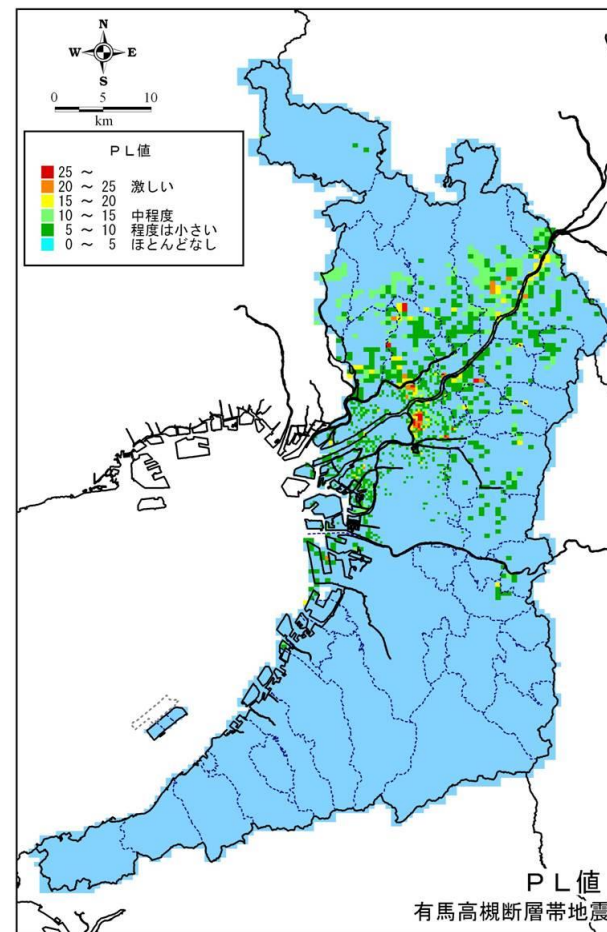 N
W E
S
0 5 10
km
ＰＬ値
25 ～
20 ～ 25 激しい
15 ～ 20
10 ～ 15 中程度
5 ～ 10 程度は小さい
0 ～ 5 ほとんどなし
ＰＬ値
有馬高槻断層帯地震